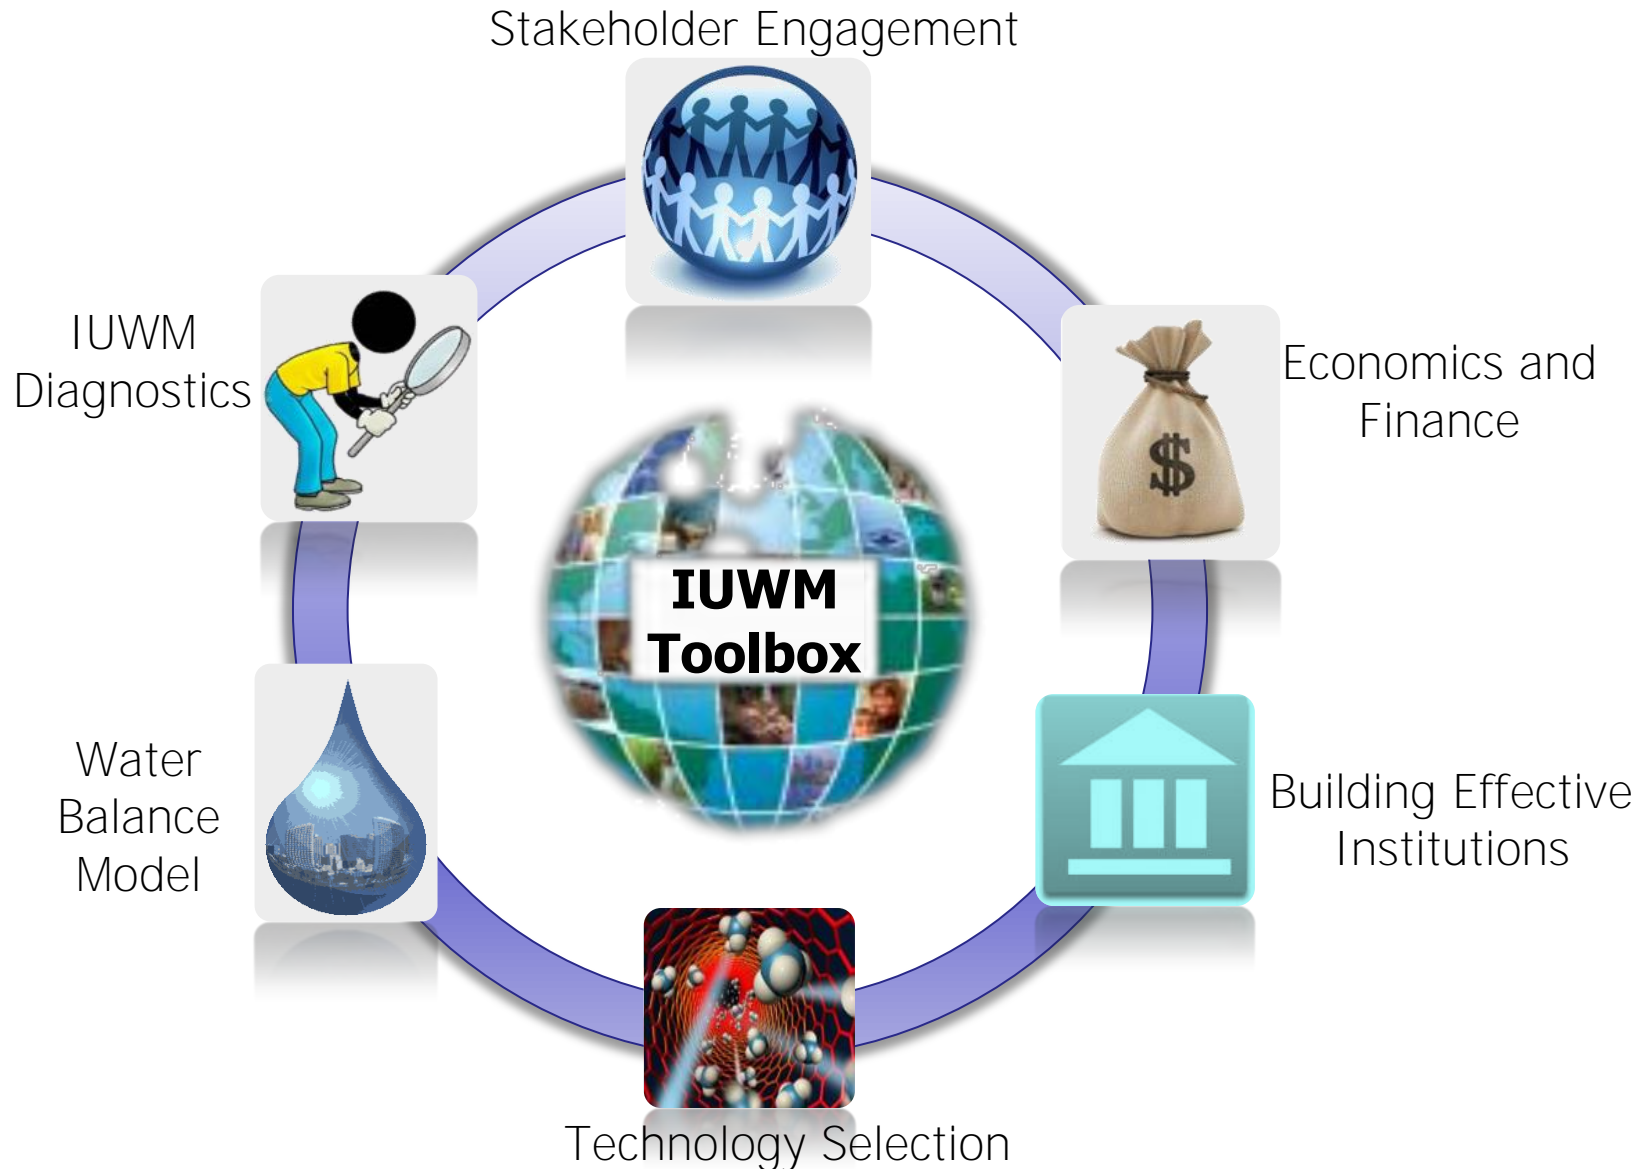 Stakeholder Engagement
IUWM
Diagnostics
Economics and
Finance
$
IUWM
Toolbox
Water
Balance
Model
Building Effective
Institutions
Technology Selection